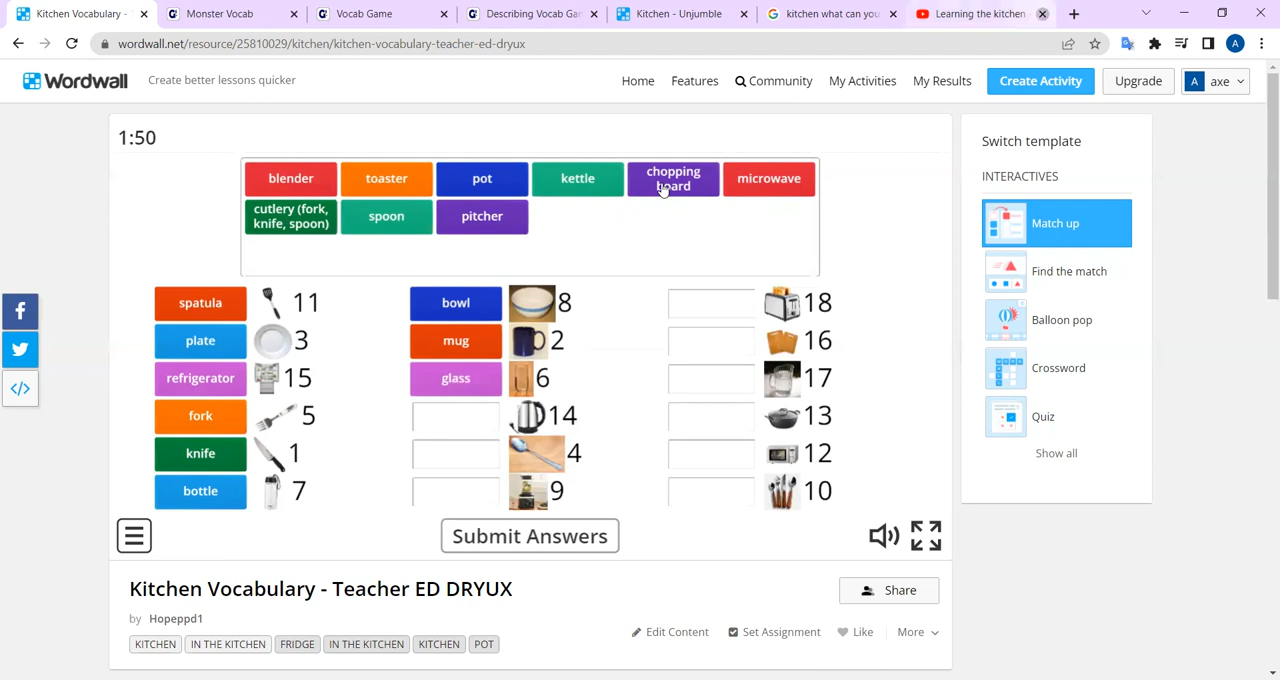 Kitchen Vocabulary -
Monster Vocab
Vocab Game
Describing Vocab Gam
Kitchen - Unjumble
kitchen what can you
Learning the kitchen
wordwall.net/resource/25810029/kitchen/kitchen-vocabulary-teacher-ed-dryux
A
Wordwall
Create better lessons quicker
Home
Features
Community
My Activities
My Results
Create Activity
Upgrade
A axe
1:50
blender
toaster
pot
kettle
chopping
board
microwave
cutlery (fork,
knife, spoon)
spoon
pitcher
spatula 11 bowl 8 18
plate 3 mug 2 16
refrigerator 15 glass 6 17
fork 5 14 13
knife 1 4 12
bottle 7 9 10
Submit Answers
Switch template
INTERACTIVES
Match up
Find the match
Balloon pop
Crossword
Quiz
Show all
Kitchen Vocabulary - Teacher ED DRYUX
Share
by Hopeppd1
Edit Content
Set Assignment
Like
More
KITCHEN
IN THE KITCHEN
FRIDGE
IN THE KITCHEN
KITCHEN
POT